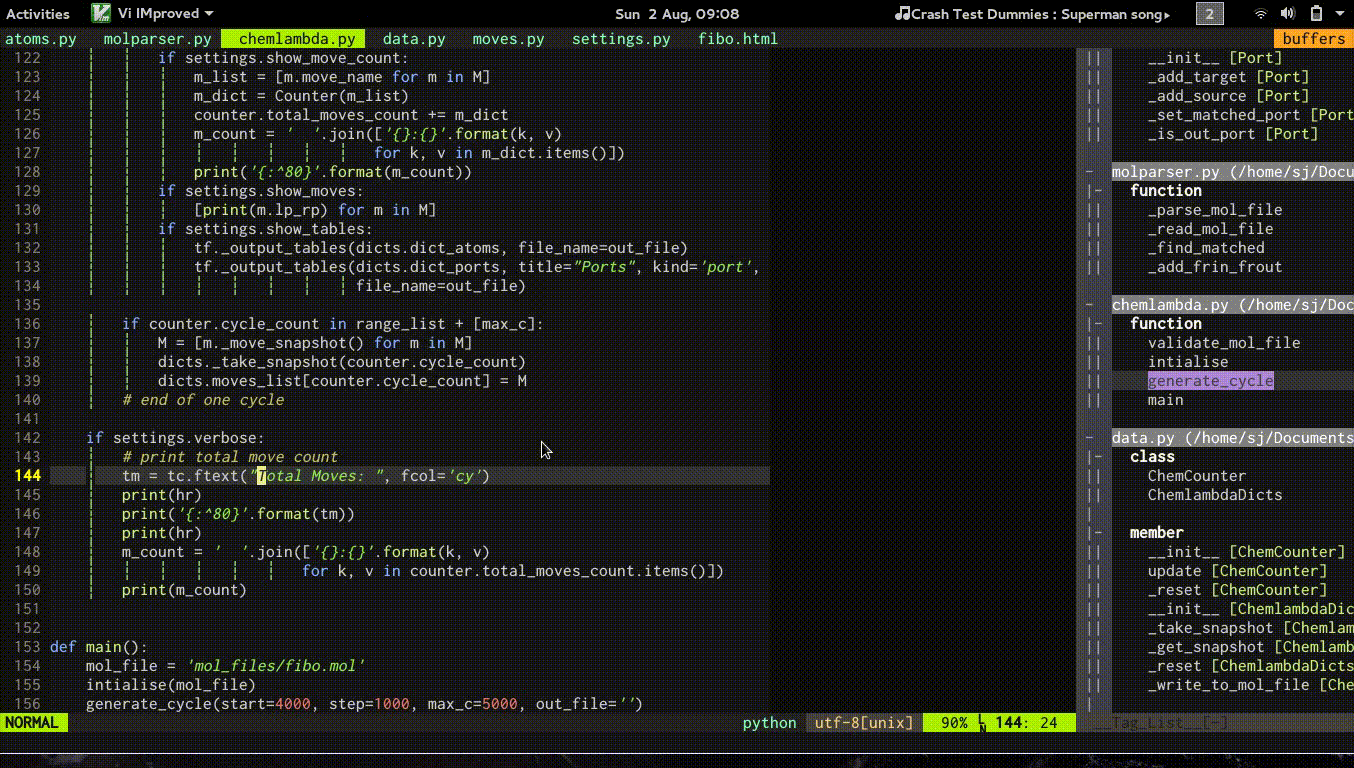 Activities Vi IMproved Sun 2 Aug, 09:08 Crash Test Dummies : Superman song 2
atoms.py molparser.py chemlambda.py data.py moves.py settings.py fibo.html buffers
122 if settings.show_move_count:
123 m_list = [m.move_name for m in M]
124 m_dict = Counter(m_list)
125 counter.total_moves_count += m_dict
126 m_count = '  '.join(['{}:{}'.format(k, v)
127 for k, v in m_dict.items()])
128 print('{:^80}'.format(m_count))
129 if settings.show_moves:
130 [print(m.lp_rp) for m in M]
131 if settings.show_tables:
132 tf._output_tables(dicts.dict_atoms, file_name=out_file)
133 tf._output_tables(dicts.dict_ports, title="Ports", kind='port',
134 file_name=out_file)
135
136 if counter.cycle_count in range_list + [max_c]:
137 M = [m._move_snapshot() for m in M]
138 dicts._take_snapshot(counter.cycle_count)
139 dicts.moves_list[counter.cycle_count] = M
140 # end of one cycle
141
142 if settings.verbose:
143 # print total move count
144 tm = tc.ftext("Total Moves: ", fcol='cy')
145 print(hr)
146 print('{:^80}'.format(tm))
147 print(hr)
148 m_count = '  '.join(['{}:{}'.format(k, v)
149 for k, v in counter.total_moves_count.items()])
150 print(m_count)
151
152
153 def main():
154 mol_file = 'mol_files/fibo.mol'
155 intialise(mol_file)
156 generate_cycle(start=4000, step=1000, max_c=5000, out_file='')
|| __init__ [Port]
|| _add_target [Port]
|| _add_source [Port]
|| _set_matched_port [Port
|| _is_out_port [Port]
- molparser.py (/home/sj/Docu
|- function
|| _parse_mol_file
|| _read_mol_file
|| _find_matched
|| _add_frin_frout
- chemlambda.py (/home/sj/Doc
|- function
|| validate_mol_file
|| intialise
|| generate_cycle
|| main
- data.py (/home/sj/Documents
|- class
|| ChemCounter
|| ChemlambdaDicts
|
|- member
|| __init__ [ChemCounter]
|| update [ChemCounter]
|| _reset [ChemCounter]
|| __init__ [ChemlambdaDic
|| _take_snapshot [Chemlam
|| _get_snapshot [Chemlamb
|| _reset [ChemlambdaDicts
|| _write_to_mol_file [Che
|
NORMAL python utf-8[unix] 90% 144: 24 __Tag_List__[-]